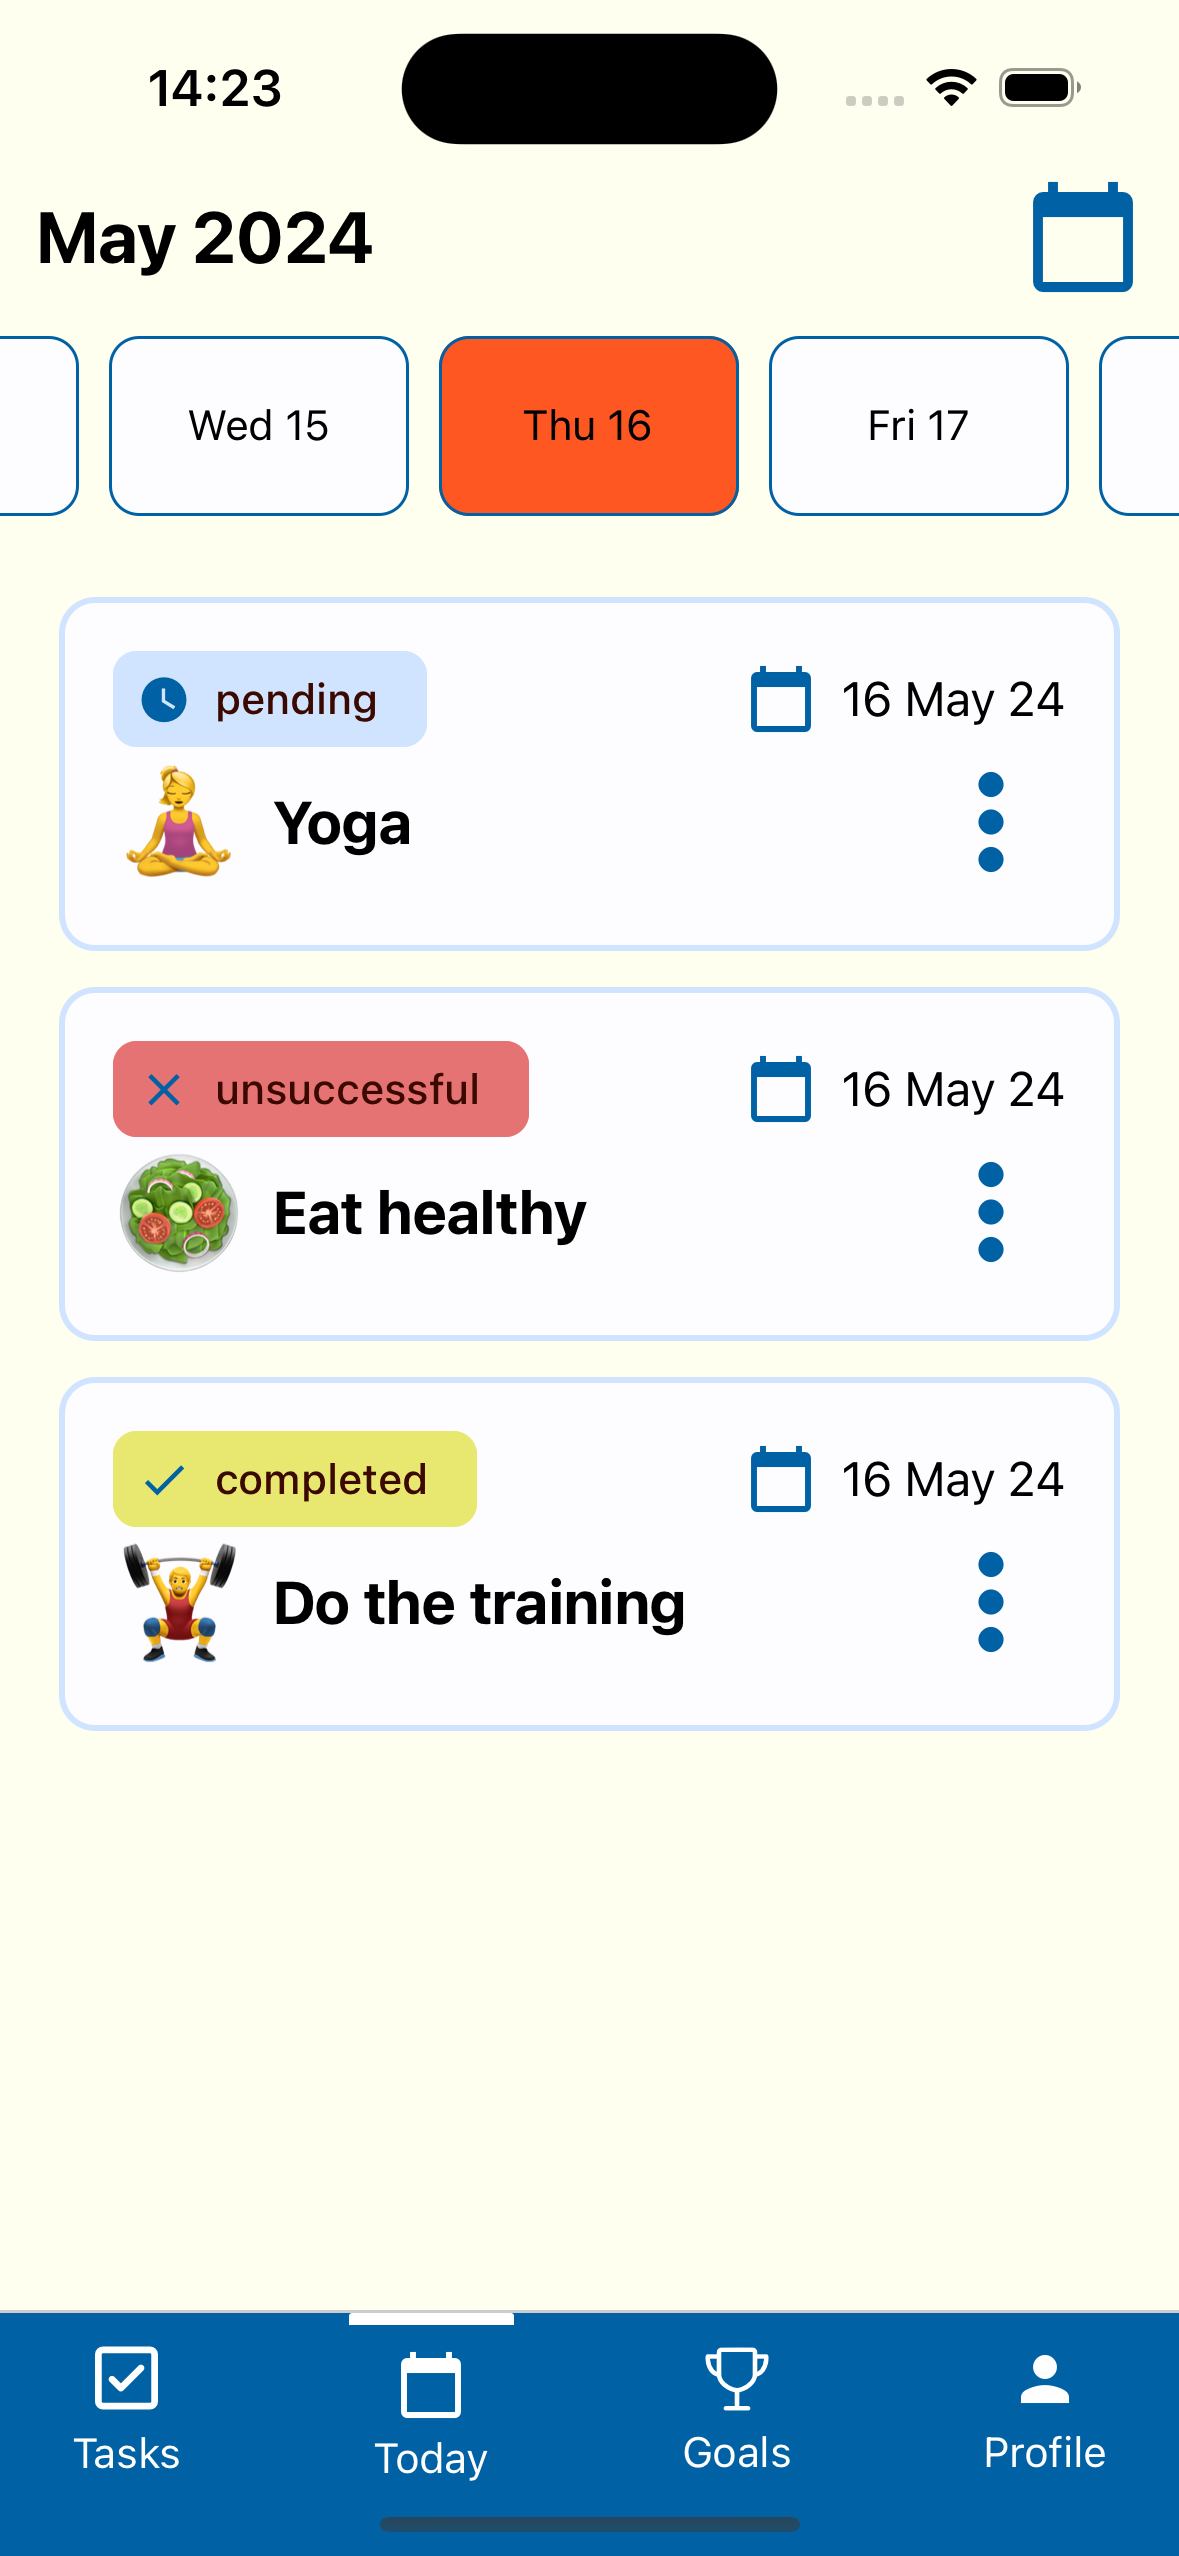 14:23
May 2024
Wed 15
Thu 16
Fri 17
pending
16 May 24
Yoga
unsuccessful
16 May 24
Eat healthy
completed
16 May 24
Do the training
Tasks
Today
Goals
Profile